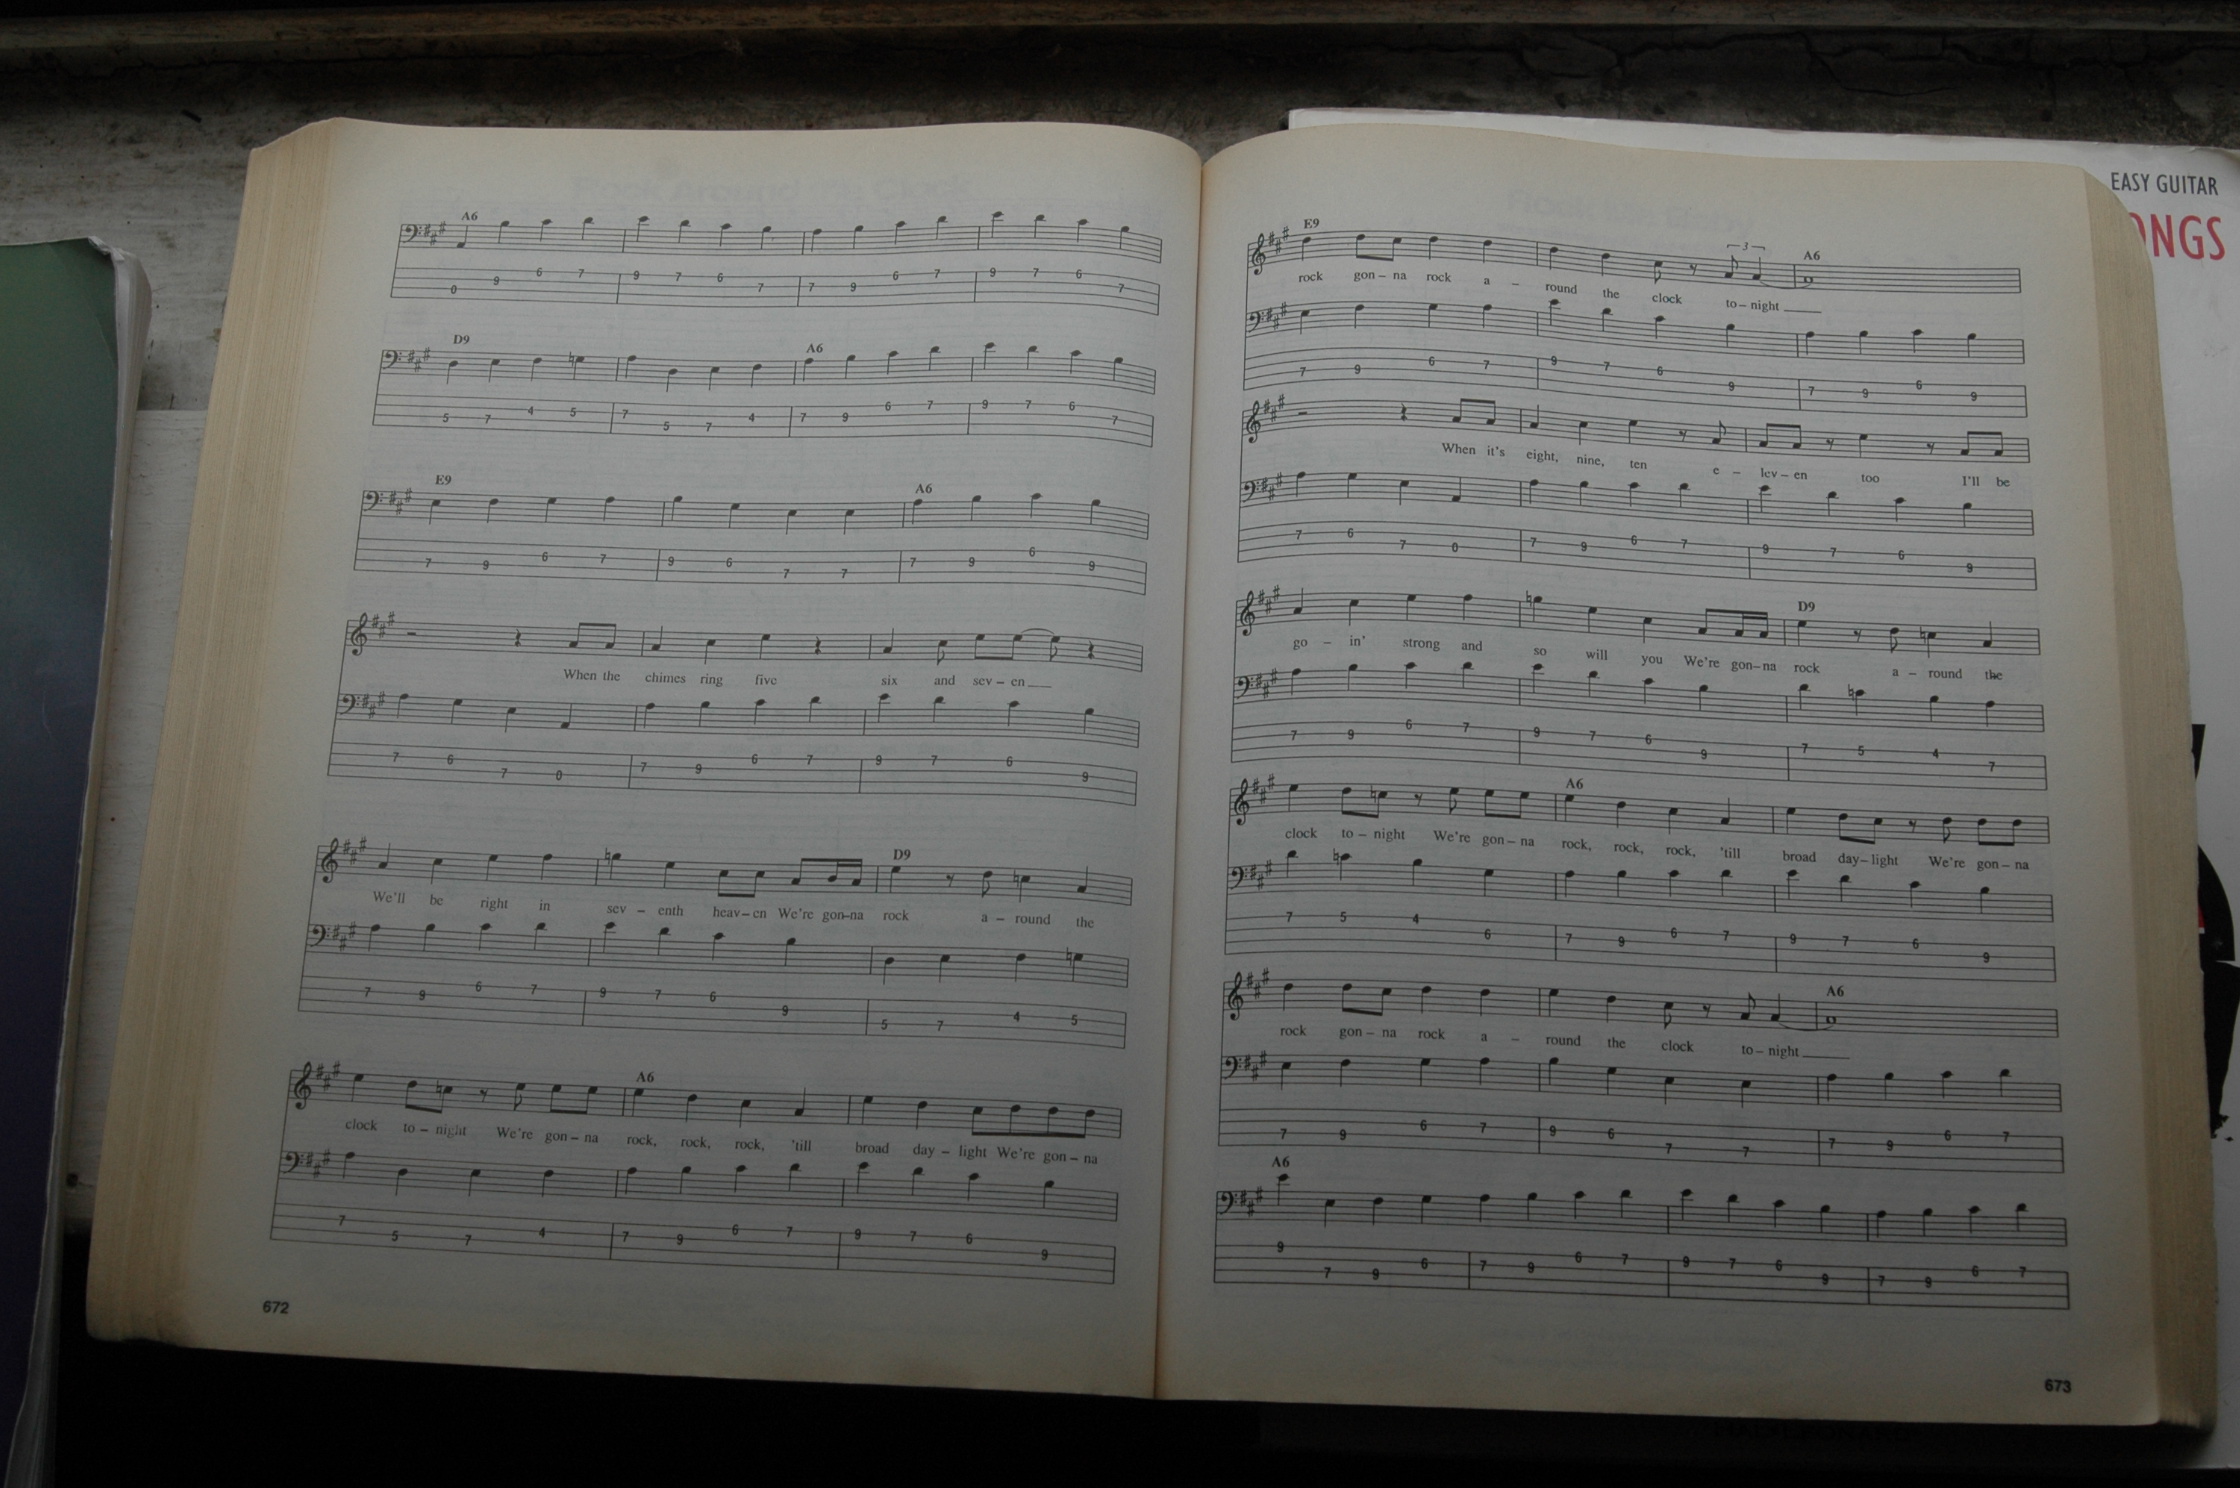 A6
0 9 6 7 9 7 6 7 7 9 6 7 9 7 6 7
D9 A6
5 7 4 5 7 5 7 4 7 9 6 7 9 7 6 7
E9 A6
7 9 6 7 9 6 7 7 7 9 6 9
When the chimes ring five six and sev – en
7 6 7 0 7 9 6 7 9 7 6 9
D9
We'll be right in sev – enth heav – en We're gon–na rock a – round the
7 9 6 7 9 7 6 9 5 7 4 5
A6
clock to – night We're gon – na rock, rock, rock, 'till broad day – light We're gon – na
7 5 7 4 7 9 6 7 9 7 6 9
672
E9 3 A6
rock gon – na rock a – round the clock to – night
7 9 6 7 9 7 6 9 7 9 6 9
When it's eight, nine, ten e – lev – en too I'll be
7 6 7 0 7 9 6 7 9 7 6 9
D9
go – in' strong and so will you We're gon–na rock a – round the
7 9 6 7 9 7 6 9 7 5 4 7
A6
clock to – night We're gon – na rock, rock, rock, 'till broad day–light We're gon – na
7 5 4 6 7 9 6 7 9 7 6 9
A6
rock gon – na rock a – round the clock to – night
7 9 6 7 9 6 7 7 7 9 6 7
A6
9 7 9 6 7 9 6 7 9 7 6 9 7 9 6 7
673
EASY GUITAR